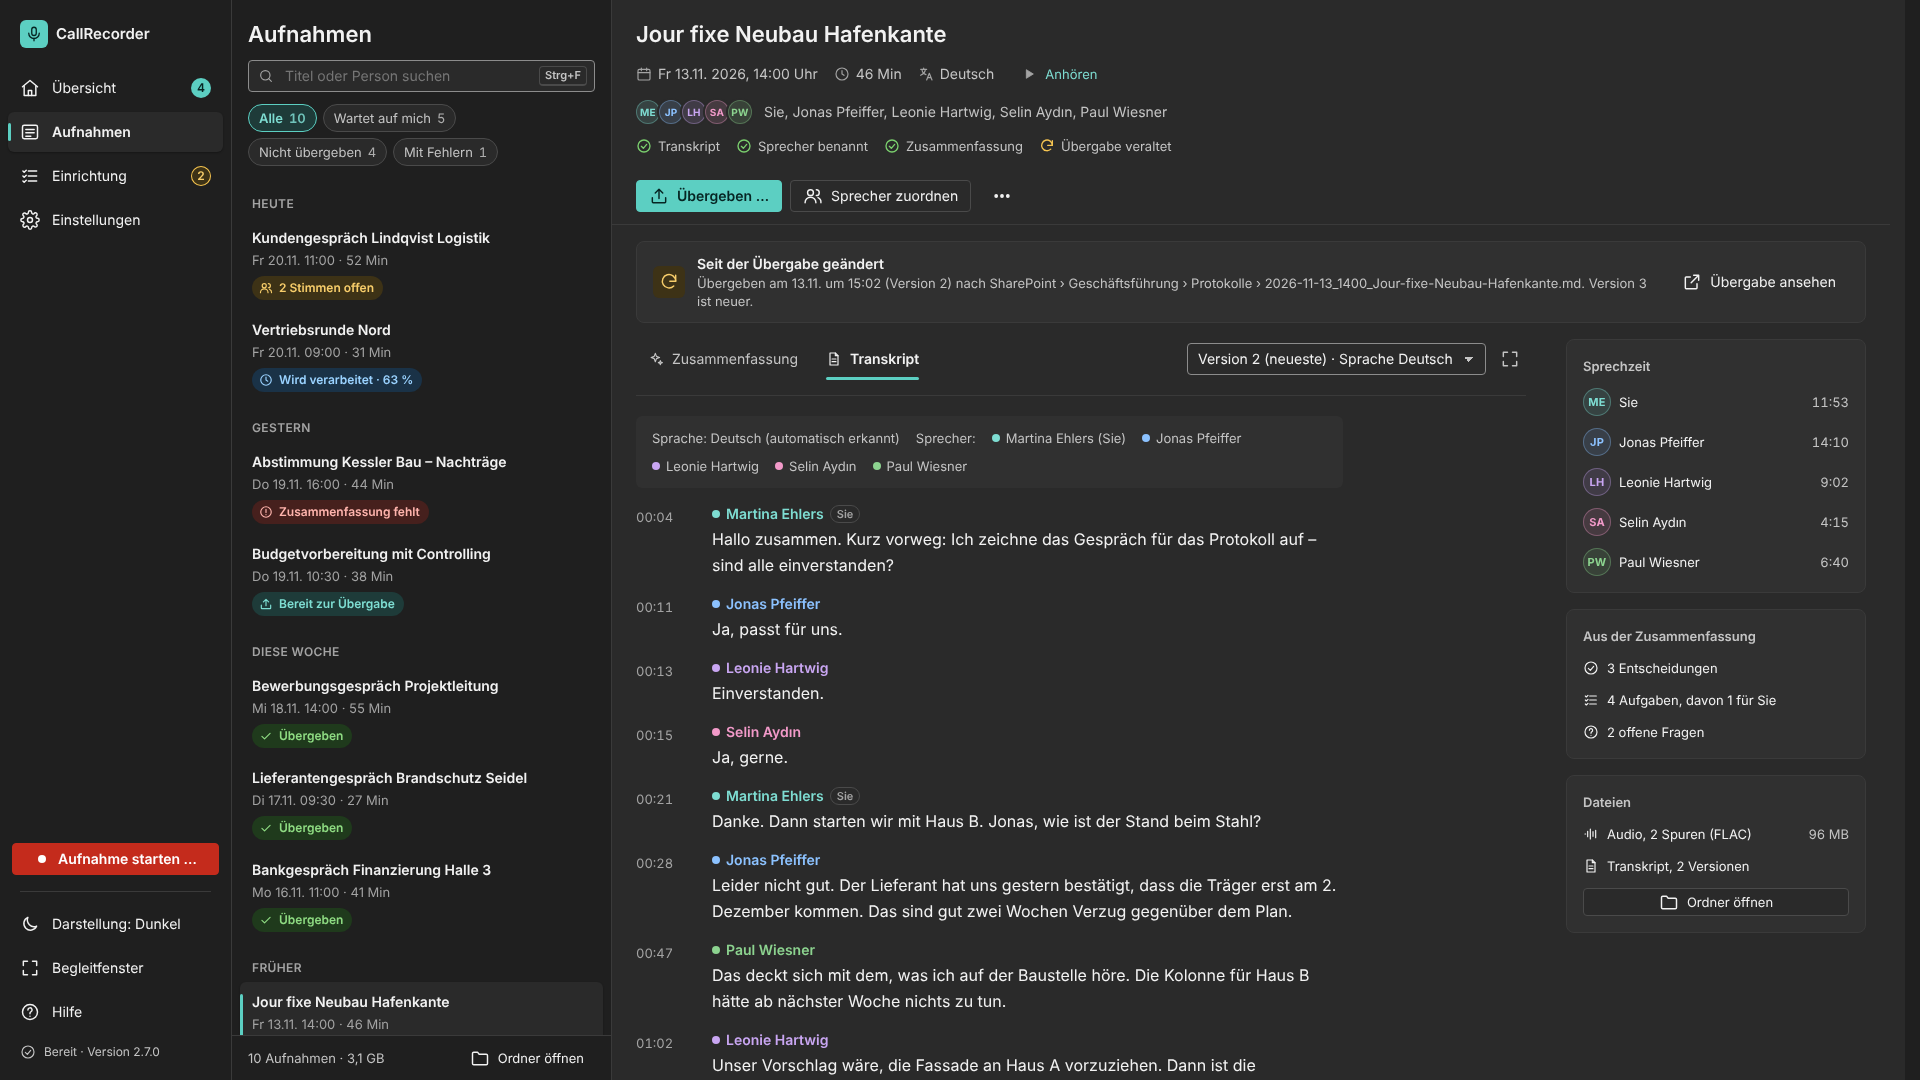 CallRecorder
Übersicht
4
Aufnahmen
Einrichtung
2
Einstellungen
Aufnahme starten ...
Darstellung: Dunkel
Begleitfenster
Hilfe
Bereit · Version 2.7.0
Aufnahmen
Titel oder Person suchen
Strg+F
Alle 10
Wartet auf mich 5
Nicht übergeben 4
Mit Fehlern 1
HEUTE
Kundengespräch Lindqvist Logistik
Fr 20.11. 11:00 · 52 Min
2 Stimmen offen
Vertriebsrunde Nord
Fr 20.11. 09:00 · 31 Min
Wird verarbeitet · 63 %
GESTERN
Abstimmung Kessler Bau – Nachträge
Do 19.11. 16:00 · 44 Min
Zusammenfassung fehlt
Budgetvorbereitung mit Controlling
Do 19.11. 10:30 · 38 Min
Bereit zur Übergabe
DIESE WOCHE
Bewerbungsgespräch Projektleitung
Mi 18.11. 14:00 · 55 Min
Übergeben
Lieferantengespräch Brandschutz Seidel
Di 17.11. 09:30 · 27 Min
Übergeben
Bankgespräch Finanzierung Halle 3
Mo 16.11. 11:00 · 41 Min
Übergeben
FRÜHER
Jour fixe Neubau Hafenkante
Fr 13.11. 14:00 · 46 Min
10 Aufnahmen · 3,1 GB
Ordner öffnen
Jour fixe Neubau Hafenkante
Fr 13.11. 2026, 14:00 Uhr
46 Min
Deutsch
Anhören
ME JP LH SA PW
Sie, Jonas Pfeiffer, Leonie Hartwig, Selin Aydın, Paul Wiesner
Transkript
Sprecher benannt
Zusammenfassung
Übergabe veraltet
Übergeben ...
Sprecher zuordnen
Seit der Übergabe geändert
Übergeben am 13.11. um 15:02 (Version 2) nach SharePoint › Geschäftsführung › Protokolle › 2026-11-13_1400_Jour-fixe-Neubau-Hafenkante.md. Version 3
ist neuer.
Übergabe ansehen
Zusammenfassung
Transkript
Version 2 (neueste) · Sprache Deutsch
Sprache: Deutsch (automatisch erkannt) Sprecher: Martina Ehlers (Sie) Jonas Pfeiffer
Leonie Hartwig Selin Aydın Paul Wiesner
00:04
Martina Ehlers Sie
Hallo zusammen. Kurz vorweg: Ich zeichne das Gespräch für das Protokoll auf –
sind alle einverstanden?
00:11
Jonas Pfeiffer
Ja, passt für uns.
00:13
Leonie Hartwig
Einverstanden.
00:15
Selin Aydın
Ja, gerne.
00:21
Martina Ehlers Sie
Danke. Dann starten wir mit Haus B. Jonas, wie ist der Stand beim Stahl?
00:28
Jonas Pfeiffer
Leider nicht gut. Der Lieferant hat uns gestern bestätigt, dass die Träger erst am 2.
Dezember kommen. Das sind gut zwei Wochen Verzug gegenüber dem Plan.
00:47
Paul Wiesner
Das deckt sich mit dem, was ich auf der Baustelle höre. Die Kolonne für Haus B
hätte ab nächster Woche nichts zu tun.
01:02
Leonie Hartwig
Unser Vorschlag wäre, die Fassade an Haus A vorzuziehen. Dann ist die
Sprechzeit
ME Sie 11:53
JP Jonas Pfeiffer 14:10
LH Leonie Hartwig 9:02
SA Selin Aydın 4:15
PW Paul Wiesner 6:40
Aus der Zusammenfassung
3 Entscheidungen
4 Aufgaben, davon 1 für Sie
2 offene Fragen
Dateien
Audio, 2 Spuren (FLAC) 96 MB
Transkript, 2 Versionen
Ordner öffnen